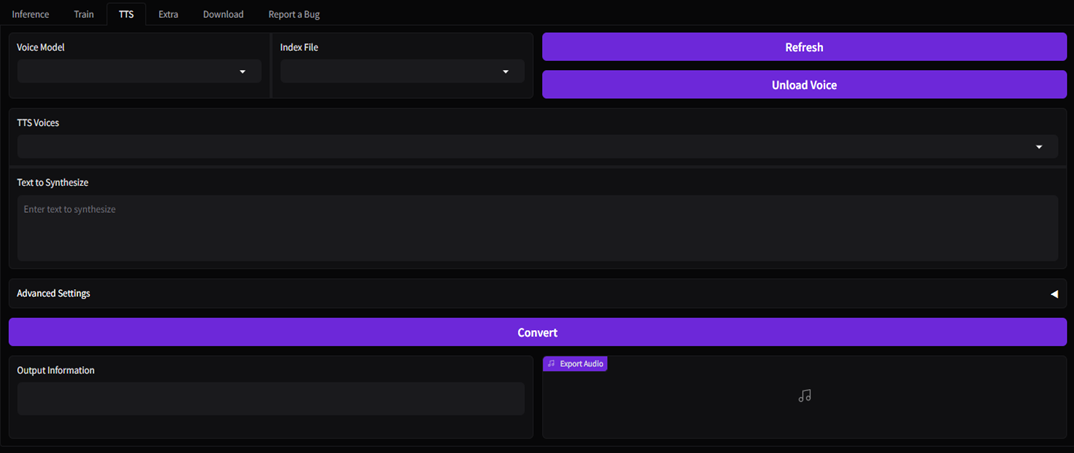 Inference Train TTS Extra Download Report a Bug
Voice Model Index File Refresh
Unload Voice
TTS Voices
Text to Synthesize
Enter text to synthesize
Advanced Settings
Convert
Output Information Export Audio